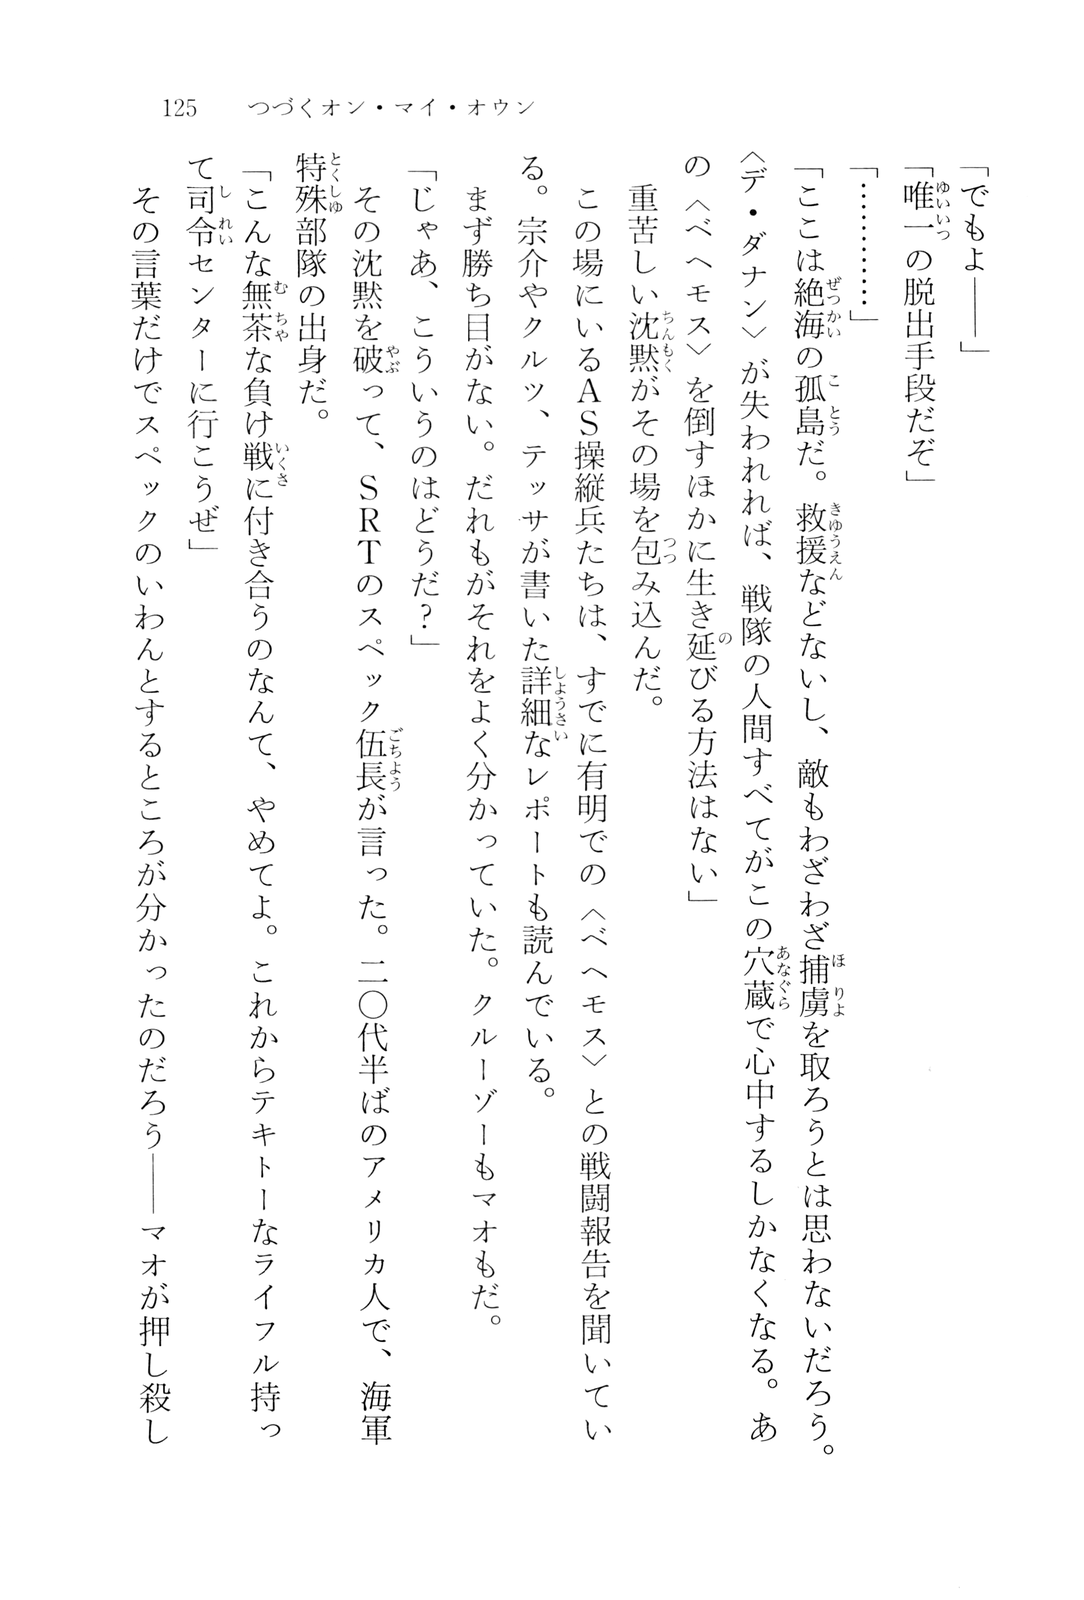 125　つづくオン・マイ・オウン
「でもよ――」
「唯一の脱出手段だぞ」
「…………」
「ここは絶海の孤島だ。救援などないし、敵もわざわざ捕虜を取ろうとは思わないだろう。
〈デ・ダナン〉が失われれば、戦隊の人間すべてがこの穴蔵で心中するしかなくなる。あ
の〈ベヘモス〉を倒すほかに生き延びる方法はない」
　重苦しい沈黙がその場を包み込んだ。
　この場にいるＡＳ操縦兵たちは、すでに有明での〈ベヘモス〉との戦闘報告を聞いてい
る。宗介やクルツ、テッサが書いた詳細なレポートも読んでいる。
　まず勝ち目がない。だれもがそれをよく分かっていた。クルーゾーもマオもだ。
「じゃあ、こういうのはどうだ？」
　その沈黙を破って、ＳＲＴのスペック伍長が言った。二〇代半ばのアメリカ人で、海軍
特殊部隊の出身だ。
「こんな無茶な負け戦に付き合うのなんて、やめてよ。これからテキトーなライフル持っ
て司令センターに行こうぜ」
　その言葉だけでスペックのいわんとするところが分かったのだろう――マオが押し殺し